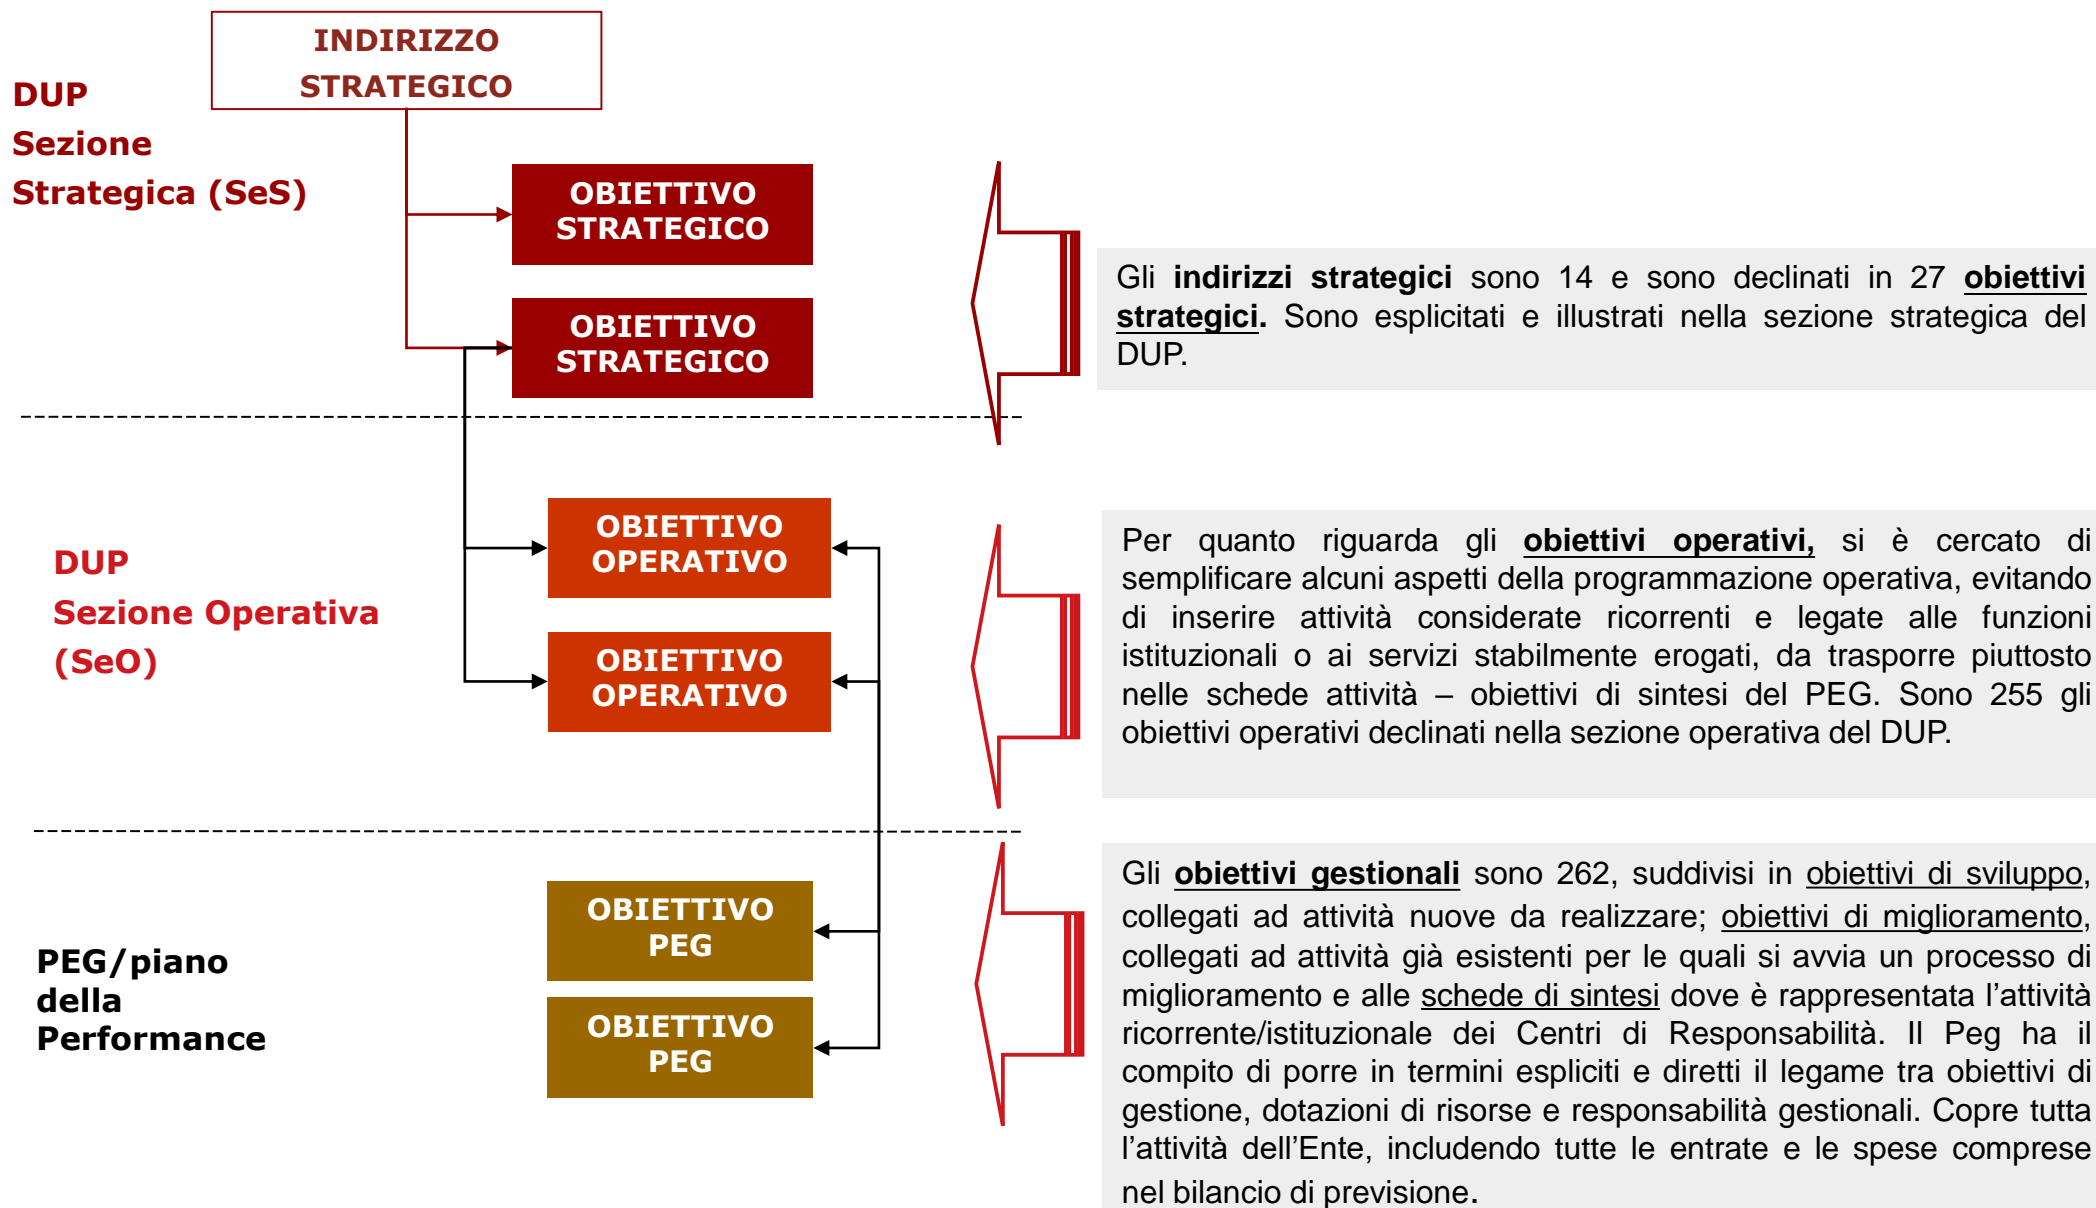 INDIRIZZO
STRATEGICO
DUP
Sezione
Strategica (SeS)
OBIETTIVO
STRATEGICO
OBIETTIVO
STRATEGICO
Gli indirizzi strategici sono 14 e sono declinati in 27 obiettivi
strategici. Sono esplicitati e illustrati nella sezione strategica del
DUP.
DUP
Sezione Operativa
(SeO)
OBIETTIVO
OPERATIVO
OBIETTIVO
OPERATIVO
Per quanto riguarda gli obiettivi operativi, si è cercato di
semplificare alcuni aspetti della programmazione operativa, evitando
di inserire attività considerate ricorrenti e legate alle funzioni
istituzionali o ai servizi stabilmente erogati, da trasporre piuttosto
nelle schede attività – obiettivi di sintesi del PEG. Sono 255 gli
obiettivi operativi declinati nella sezione operativa del DUP.
PEG/piano
della
Performance
OBIETTIVO
PEG
OBIETTIVO
PEG
Gli obiettivi gestionali sono 262, suddivisi in obiettivi di sviluppo,
collegati ad attività nuove da realizzare; obiettivi di miglioramento,
collegati ad attività già esistenti per le quali si avvia un processo di
miglioramento e alle schede di sintesi dove è rappresentata l’attività
ricorrente/istituzionale dei Centri di Responsabilità. Il Peg ha il
compito di porre in termini espliciti e diretti il legame tra obiettivi di
gestione, dotazioni di risorse e responsabilità gestionali. Copre tutta
l’attività dell’Ente, includendo tutte le entrate e le spese comprese
nel bilancio di previsione.